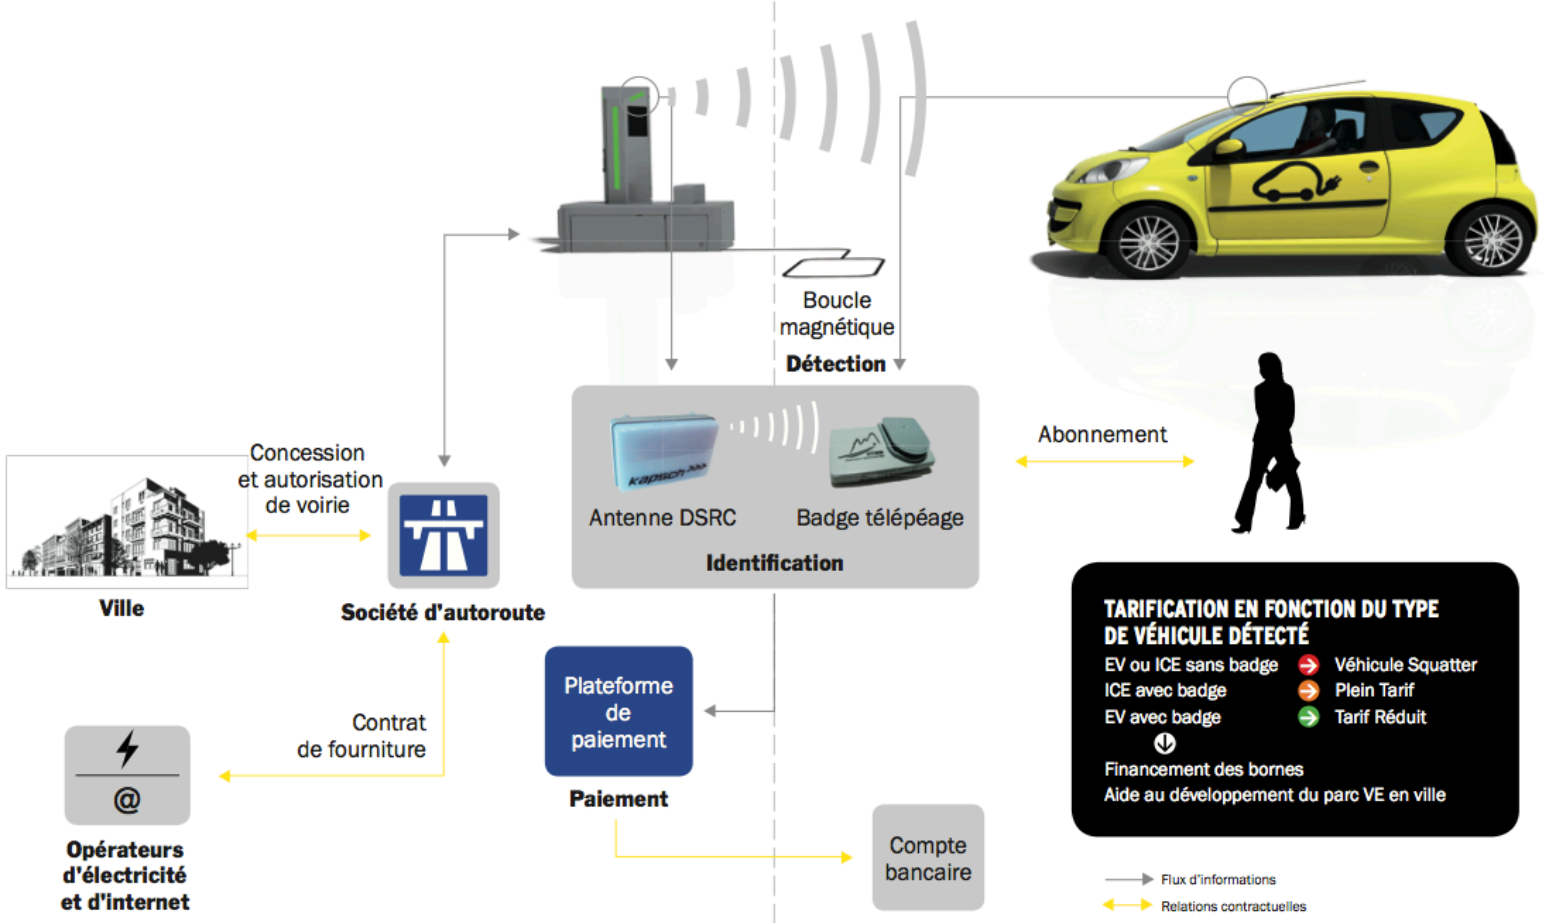 Boucle
magnétique
Détection
kapsch >>>
Antenne DSRC
Badge télépéage
Identification
Abonnement
Concession
et autorisation
de voirie
Ville
Société d'autoroute
Contrat
de fourniture
@
Opérateurs
d'électricité
et d'internet
Plateforme
de
paiement
Paiement
Compte
bancaire
TARIFICATION EN FONCTION DU TYPE
DE VÉHICULE DÉTECTÉ
EV ou ICE sans badge Véhicule Squatter
ICE avec badge Plein Tarif
EV avec badge Tarif Réduit
Financement des bornes
Aide au développement du parc VE en ville
Flux d'informations
Relations contractuelles